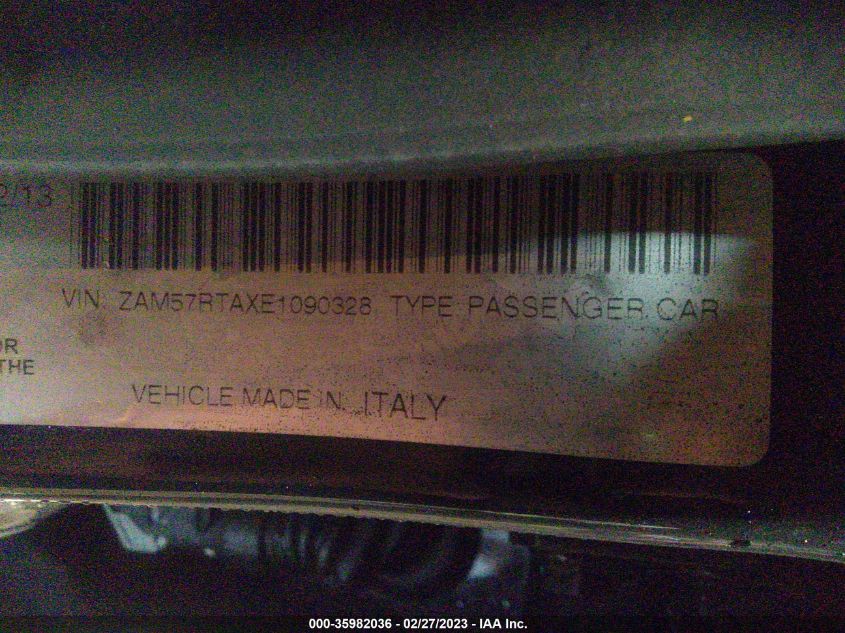 2/13
VIN: ZAM57RTAXE1090328 TYPE: PASSENGER CAR
OR
THE
VEHICLE MADE IN: ITALY
000-35982036 - 02/27/2023 - IAA Inc.